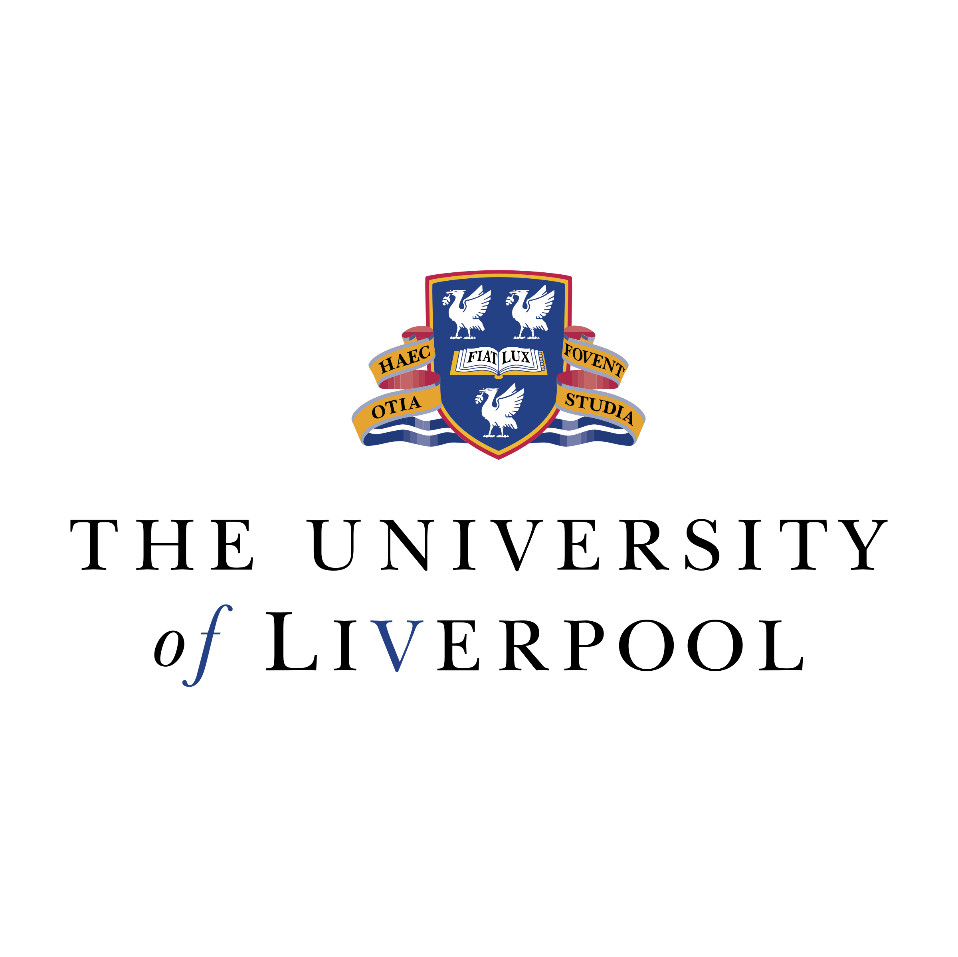 HAEC FIAT LUX FOVENT
OTIA STUDIA
THE UNIVERSITY
of LIVERPOOL